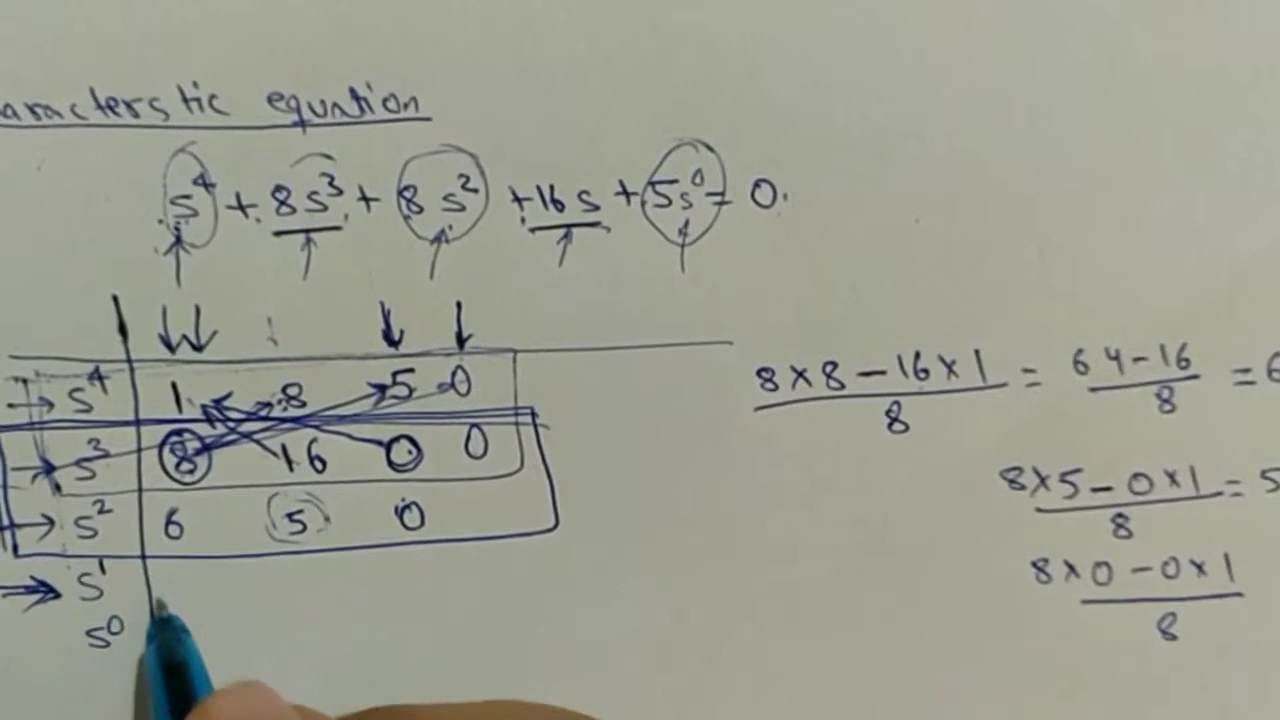 aracterstic equation
s⁴ + 8s³ + 8s² + 16s + 5s⁰ = 0.
s⁴ 1 8 5 0
s³ 8 16 0 0
s² 6 5 0
s¹
s⁰
8×8-16×1/8 = 64-16/8 = 6
8×5-0×1/8 = 5
8×0-0×1/8